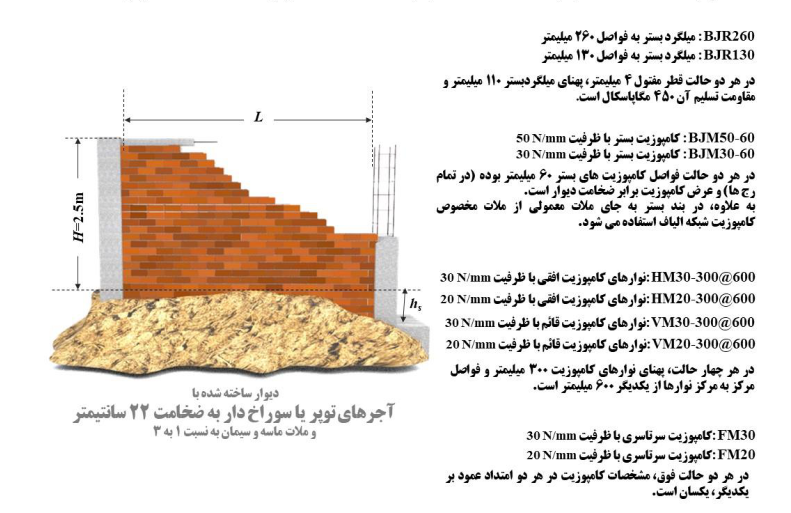 BJR260: میلگرد بستر به فواصل ۲۶۰ میلیمتر
BJR130: میلگرد بستر به فواصل ۱۳۰ میلیمتر
در هر دو حالت قطر مفتول ۴ میلیمتر، پهنای میلگردبستر ۱۱۰ میلیمتر و
مقاومت تسلیم آن ۴۵۰ مگاپاسکال است.
BJM50-60: کامپوزیت بستر با ظرفیت 50 N/mm
BJM30-60: کامپوزیت بستر با ظرفیت 30 N/mm
در هر دو حالت فواصل کامپوزیت های بستر ۶۰ میلیمتر بوده (در تمام
رج ها) و عرض کامپوزیت برابر ضخامت دیوار است.
به علاوه، در بند بستر به جای ملات معمولی از ملات مخصوص
کامپوزیت شبکه الیاف استفاده می شود.
HM30-300@600: نوارهای کامپوزیت افقی با ظرفیت 30 N/mm
HM20-300@600: نوارهای کامپوزیت افقی با ظرفیت 20 N/mm
VM30-300@600: نوارهای کامپوزیت قائم با ظرفیت 30 N/mm
VM20-300@600: نوارهای کامپوزیت قائم با ظرفیت 20 N/mm
در هر چهار حالت، پهنای نوارهای کامپوزیت ۳۰۰ میلیمتر و فواصل
مرکز به مرکز نوارها از یکدیگر ۶۰۰ میلیمتر است.
FM30: کامپوزیت سرتاسری با ظرفیت 30 N/mm
FM20: کامپوزیت سرتاسری با ظرفیت 20 N/mm
در هر دو حالت فوق، مشخصات کامپوزیت در هر دو امتداد عمود بر
یکدیگر، یکسان است.
L
H=2.5m
hs
دیوار ساخته شده با
آجرهای توپر یا سوراخ دار به ضخامت ۲۲ سانتیمتر
و ملات ماسه و سیمان به نسبت ۱ به ۳